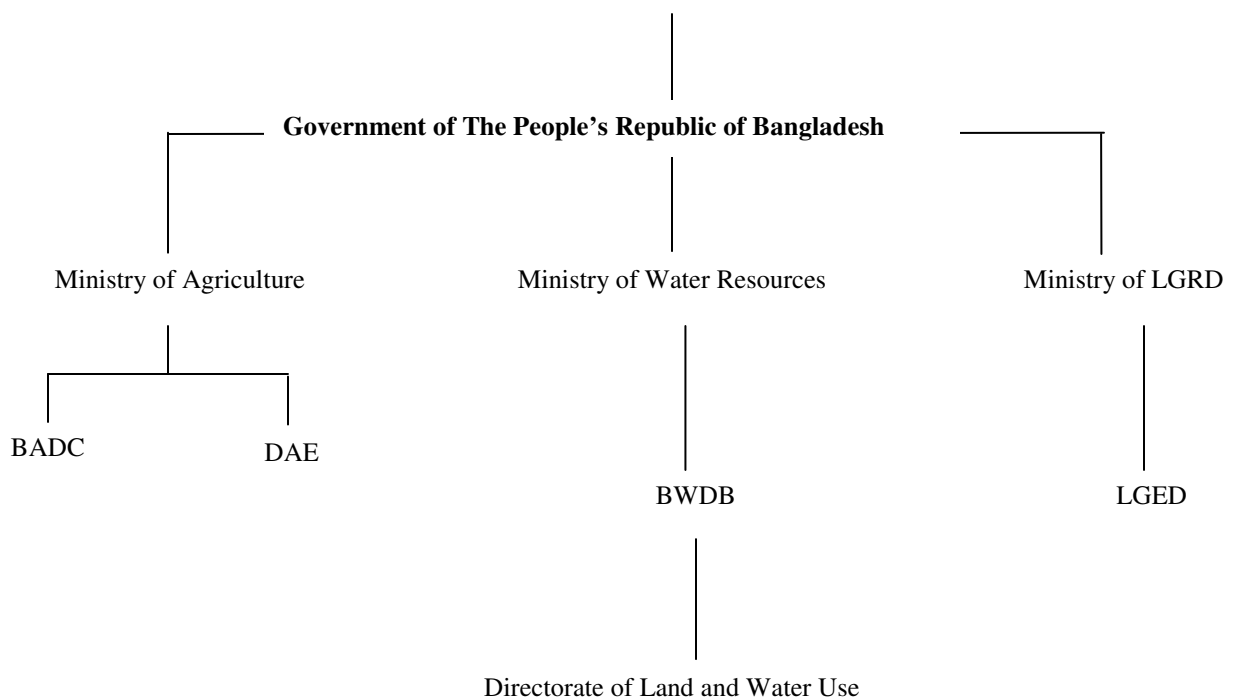 Government of The People's Republic of Bangladesh
Ministry of Agriculture
Ministry of Water Resources
Ministry of LGRD
BADC
DAE
BWDB
LGED
Directorate of Land and Water Use